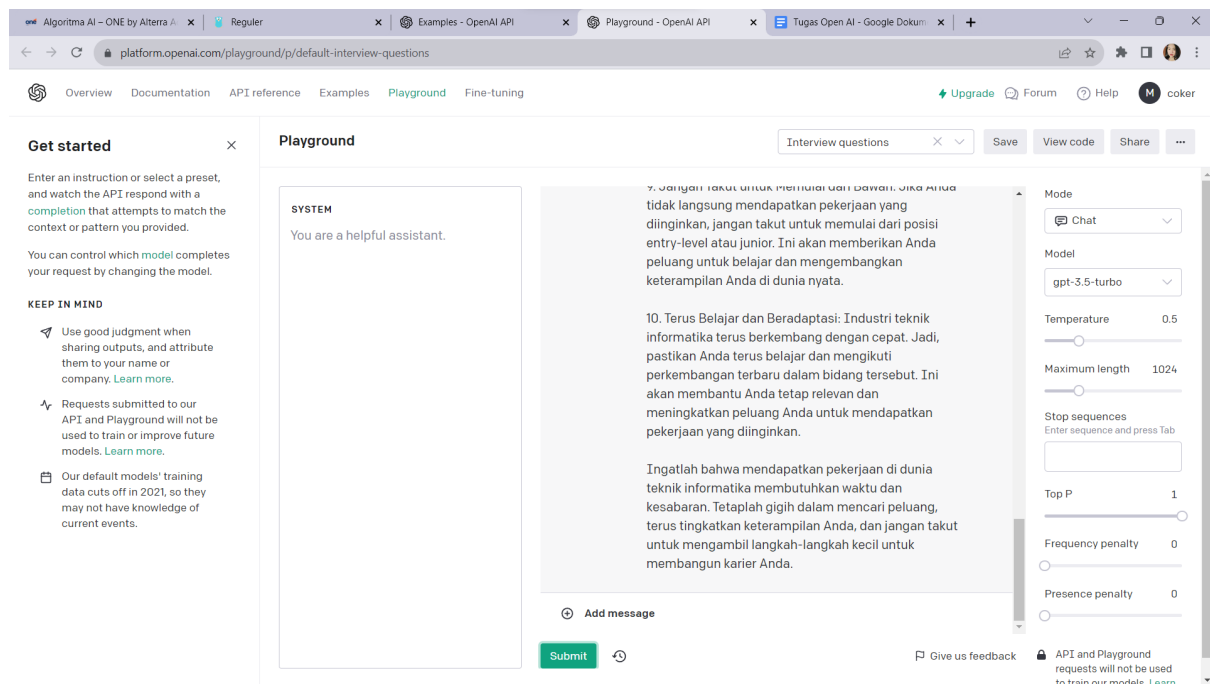 Algoritma AI – ONE by Alterra A
Reguler
Examples - OpenAI API
Playground - OpenAI API
Tugas Open AI - Google Dokum
platform.openai.com/playground/p/default-interview-questions
Overview Documentation API reference Examples Playground Fine-tuning
Upgrade Forum Help M coker
Get started
Enter an instruction or select a preset,
and watch the API respond with a
completion that attempts to match the
context or pattern you provided.
You can control which model completes
your request by changing the model.
KEEP IN MIND
Use good judgment when
sharing outputs, and attribute
them to your name or
company. Learn more.
Requests submitted to our
API and Playground will not be
used to train or improve future
models. Learn more.
Our default models' training
data cuts off in 2021, so they
may not have knowledge of
current events.
Playground
Interview questions
Save View code Share ...
SYSTEM
You are a helpful assistant.
9. Jangan Takut untuk Memulai dari Bawah: Jika Anda
tidak langsung mendapatkan pekerjaan yang
diinginkan, jangan takut untuk memulai dari posisi
entry-level atau junior. Ini akan memberikan Anda
peluang untuk belajar dan mengembangkan
keterampilan Anda di dunia nyata.
10. Terus Belajar dan Beradaptasi: Industri teknik
informatika terus berkembang dengan cepat. Jadi,
pastikan Anda terus belajar dan mengikuti
perkembangan terbaru dalam bidang tersebut. Ini
akan membantu Anda tetap relevan dan
meningkatkan peluang Anda untuk mendapatkan
pekerjaan yang diinginkan.
Ingatlah bahwa mendapatkan pekerjaan di dunia
teknik informatika membutuhkan waktu dan
kesabaran. Tetaplah gigih dalam mencari peluang,
terus tingkatkan keterampilan Anda, dan jangan takut
untuk mengambil langkah-langkah kecil untuk
membangun karier Anda.
Add message
Submit
Give us feedback
Mode
Chat
Model
gpt-3.5-turbo
Temperature 0.5
Maximum length 1024
Stop sequences
Enter sequence and press Tab
Top P 1
Frequency penalty 0
Presence penalty 0
API and Playground
requests will not be used
to train our models. Learn